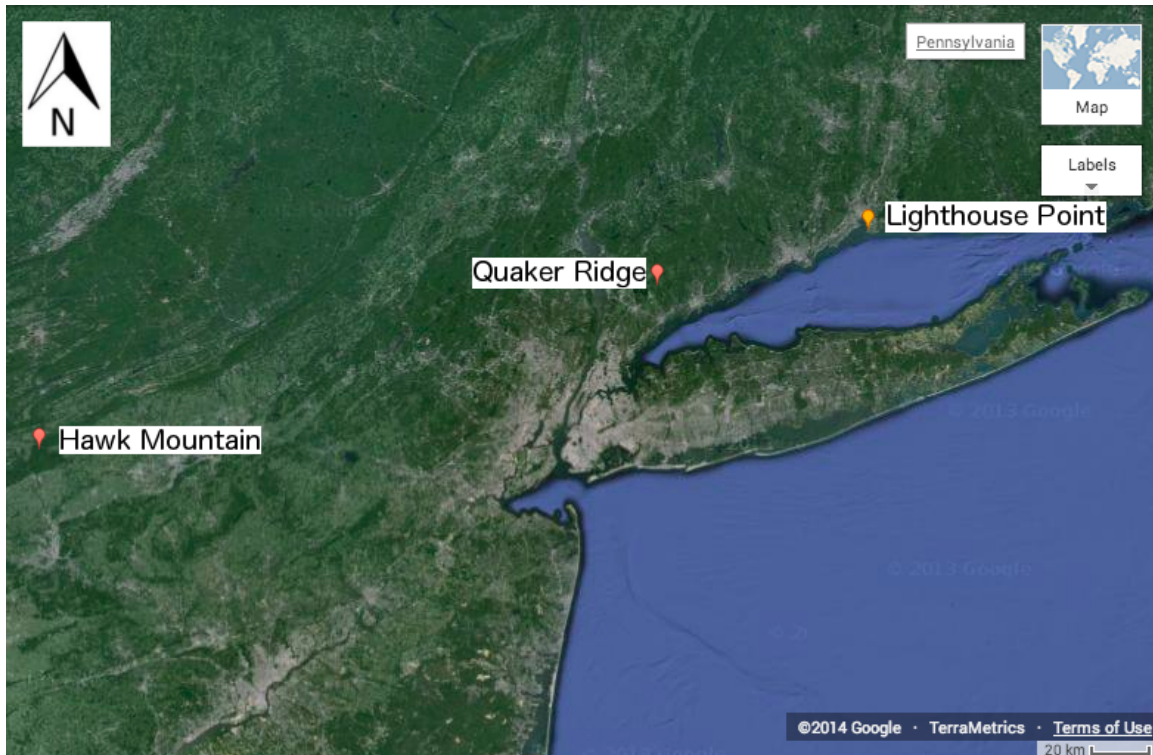 N
Pennsylvania
Map
Labels
Lighthouse Point
Quaker Ridge
Hawk Mountain
© 2013 Google
© 2013 Google
©2014 Google · TerraMetrics · Terms of Use
20 km